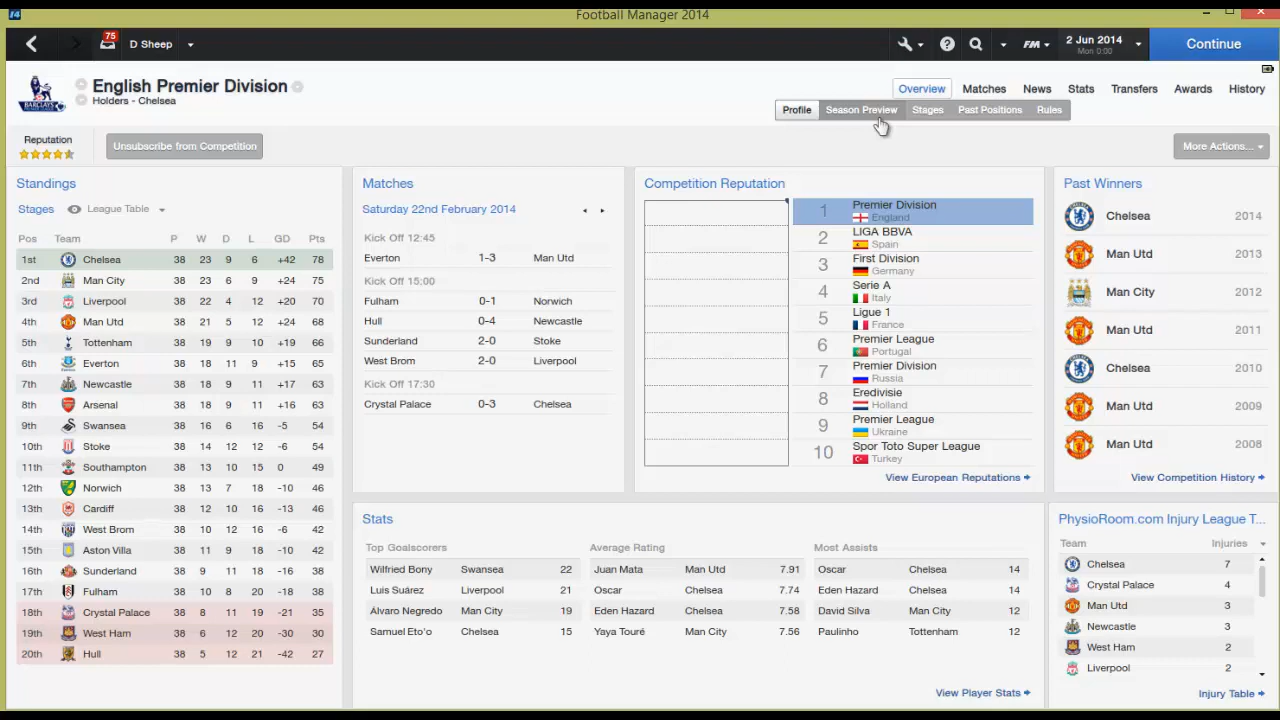 14
Football Manager 2014
75
D Sheep
FM
2 Jun 2014
Mon 0:00
Continue
BARCLAYS
English Premier Division
Holders - Chelsea
Overview Matches News Stats Transfers Awards History
Profile Season Preview Stages Past Positions Rules
Reputation
Unsubscribe from Competition
More Actions...
Standings
Stages League Table
Pos Team P W D L GD Pts
1st Chelsea 38 23 9 6 +42 78
2nd Man City 38 23 6 9 +24 75
3rd Liverpool 38 22 4 12 +20 70
4th Man Utd 38 21 5 12 +24 68
5th Tottenham 38 19 9 10 +19 66
6th Everton 38 18 11 9 +15 65
7th Newcastle 38 18 9 11 +17 63
8th Arsenal 38 18 9 11 +16 63
9th Swansea 38 16 6 16 -5 54
10th Stoke 38 14 12 12 -6 54
11th Southampton 38 13 10 15 0 49
12th Norwich 38 13 7 18 -10 46
13th Cardiff 38 12 10 16 -13 46
14th West Brom 38 10 12 16 -6 42
15th Aston Villa 38 11 9 18 -10 42
16th Sunderland 38 9 11 18 -16 38
17th Fulham 38 10 8 20 -18 38
18th Crystal Palace 38 8 11 19 -21 35
19th West Ham 38 6 12 20 -30 30
20th Hull 38 5 12 21 -42 27
Matches
Saturday 22nd February 2014
Kick Off 12:45
Everton 1-3 Man Utd
Kick Off 15:00
Fulham 0-1 Norwich
Hull 0-4 Newcastle
Sunderland 2-0 Stoke
West Brom 2-0 Liverpool
Kick Off 17:30
Crystal Palace 0-3 Chelsea
Competition Reputation
1 Premier Division
England
2 LIGA BBVA
Spain
3 First Division
Germany
4 Serie A
Italy
5 Ligue 1
France
6 Premier League
Portugal
7 Premier Division
Russia
8 Eredivisie
Holland
9 Premier League
Ukraine
10 Spor Toto Super League
Turkey
View European Reputations
Past Winners
Chelsea 2014
Man Utd 2013
Man City 2012
Man Utd 2011
Chelsea 2010
Man Utd 2009
Man Utd 2008
View Competition History
Stats
Top Goalscorers
Wilfried Bony Swansea 22
Luis Suárez Liverpool 21
Álvaro Negredo Man City 19
Samuel Eto'o Chelsea 15
Average Rating
Juan Mata Man Utd 7.91
Oscar Chelsea 7.74
Eden Hazard Chelsea 7.58
Yaya Touré Man City 7.56
Most Assists
Oscar Chelsea 14
Eden Hazard Chelsea 14
David Silva Man City 12
Paulinho Tottenham 12
View Player Stats
PhysioRoom.com Injury League T...
Team Injuries
Chelsea 7
Crystal Palace 4
Man Utd 3
Newcastle 3
West Ham 2
Liverpool 2
Injury Table